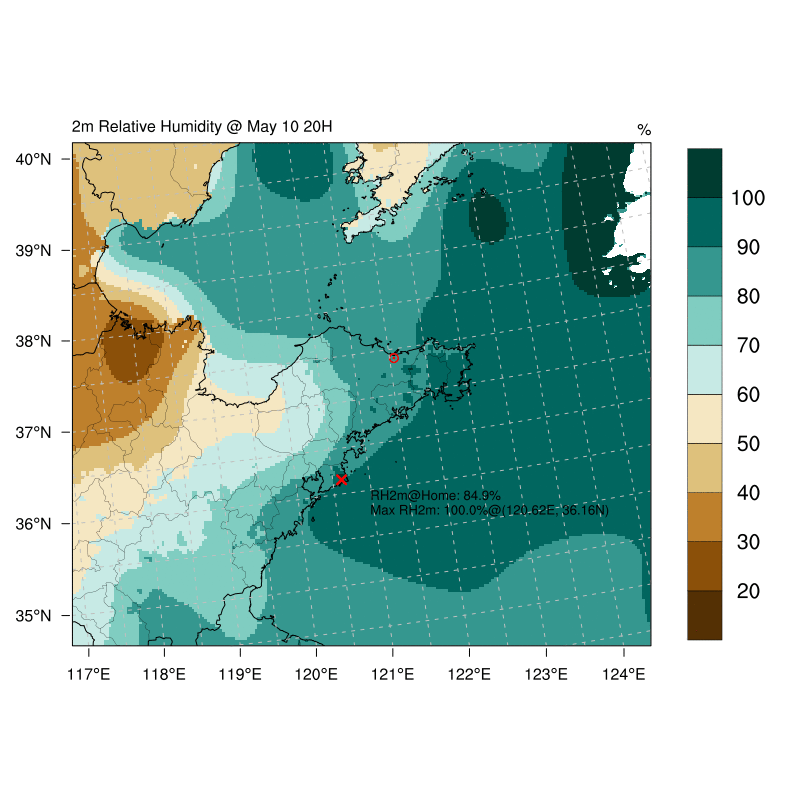 2m Relative Humidity @ May 10 20H
%
40°N
39°N
38°N
37°N
36°N
35°N
117°E
118°E
119°E
120°E
121°E
122°E
123°E
124°E
RH2m@Home: 84.9%
Max RH2m: 100.0%@(120.62E, 36.16N)
100
90
80
70
60
50
40
30
20